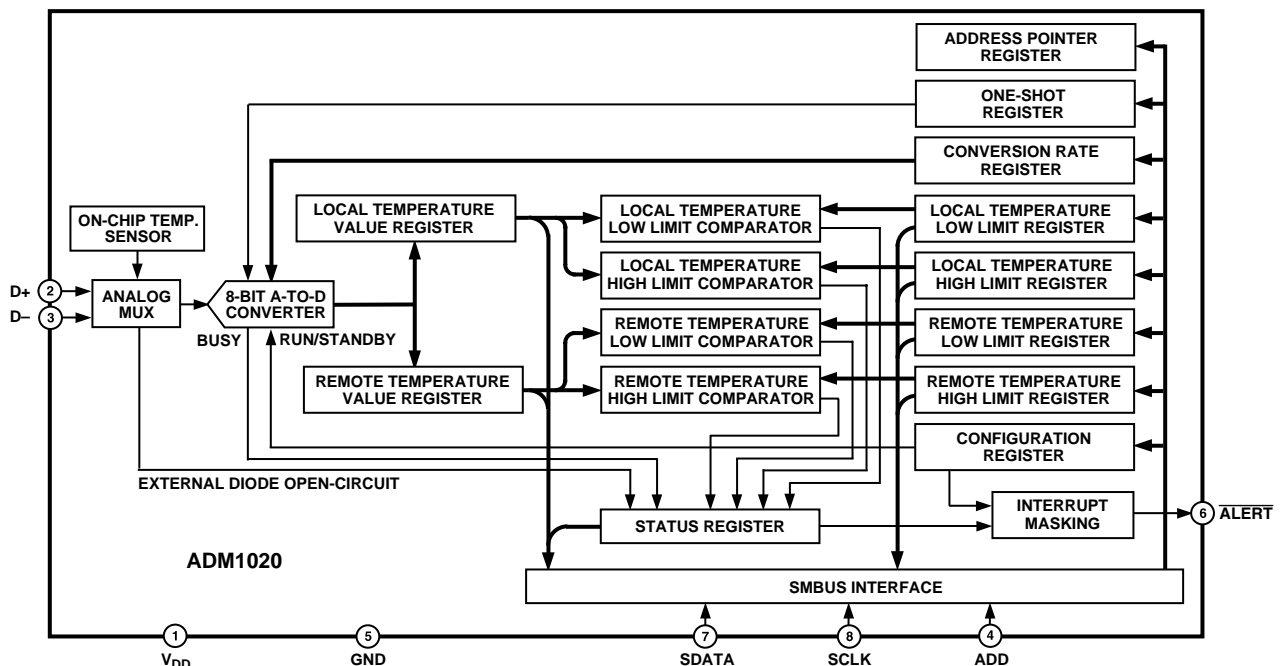 ADDRESS POINTER
REGISTER
ONE-SHOT
REGISTER
CONVERSION RATE
REGISTER
ON-CHIP TEMP.
SENSOR
LOCAL TEMPERATURE
VALUE REGISTER
LOCAL TEMPERATURE
LOW LIMIT COMPARATOR
LOCAL TEMPERATURE
LOW LIMIT REGISTER
D+ 2
D– 3
ANALOG
MUX
8-BIT A-TO-D
CONVERTER
LOCAL TEMPERATURE
HIGH LIMIT COMPARATOR
LOCAL TEMPERATURE
HIGH LIMIT REGISTER
BUSY
RUN/STANDBY
REMOTE TEMPERATURE
LOW LIMIT COMPARATOR
REMOTE TEMPERATURE
LOW LIMIT REGISTER
REMOTE TEMPERATURE
VALUE REGISTER
REMOTE TEMPERATURE
HIGH LIMIT COMPARATOR
REMOTE TEMPERATURE
HIGH LIMIT REGISTER
CONFIGURATION
REGISTER
EXTERNAL DIODE OPEN-CIRCUIT
STATUS REGISTER
INTERRUPT
MASKING
6 ALERT
ADM1020
SMBUS INTERFACE
1
5
7
8
4
VDD
GND
SDATA
SCLK
ADD